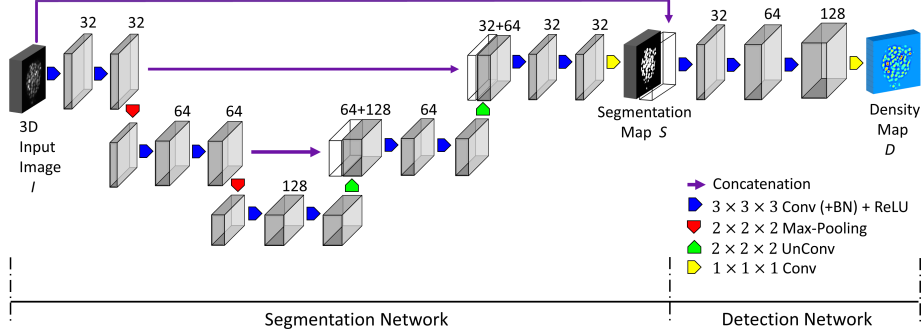 32
32
32+64
32
32
32
64
128
3D
Input
Image
I
64
64
64+128
64
Segmentation
Map S
Density
Map
D
128
Concatenation
3 × 3 × 3 Conv (+BN) + ReLU
2 × 2 × 2 Max-Pooling
2 × 2 × 2 UnConv
1 × 1 × 1 Conv
Segmentation Network
Detection Network